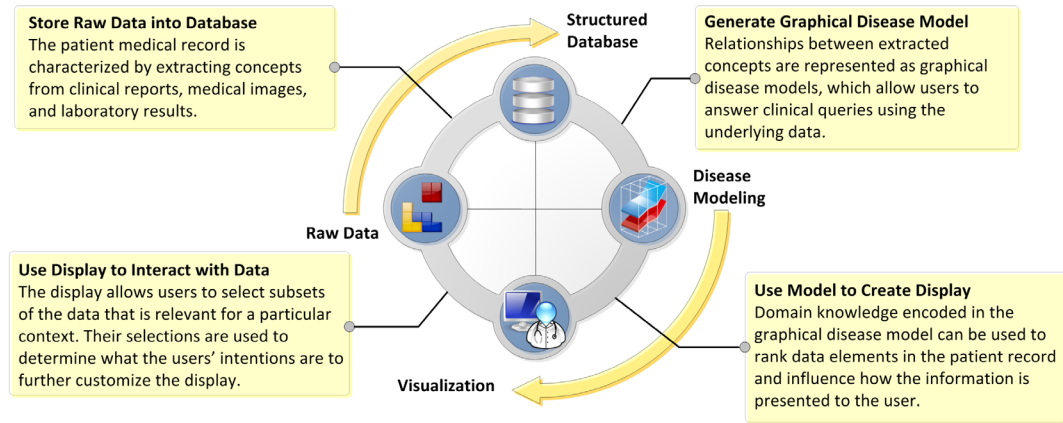 Store Raw Data into Database
The patient medical record is
characterized by extracting concepts
from clinical reports, medical images,
and laboratory results.
Structured
Database
Generate Graphical Disease Model
Relationships between extracted
concepts are represented as graphical
disease models, which allow users to
answer clinical queries using the
underlying data.
Raw Data
Disease
Modeling
Use Display to Interact with Data
The display allows users to select subsets
of the data that is relevant for a particular
context. Their selections are used to
determine what the users’ intentions are to
further customize the display.
Visualization
Use Model to Create Display
Domain knowledge encoded in the
graphical disease model can be used to
rank data elements in the patient record
and influence how the information is
presented to the user.